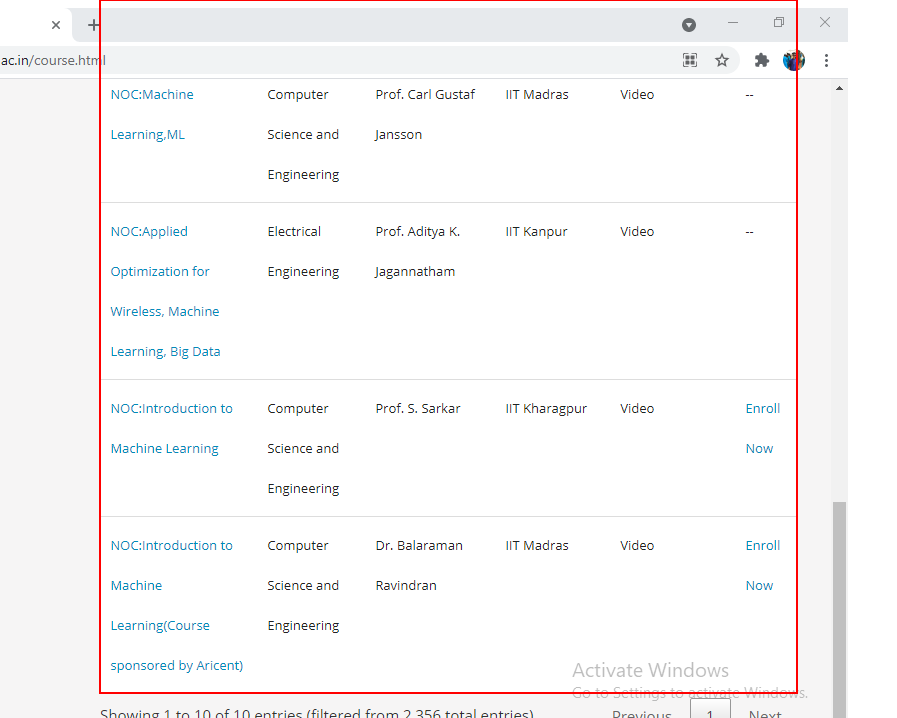 ac.in/course.html
NOC:Machine Computer Prof. Carl Gustaf IIT Madras Video --
Learning,ML Science and Jansson
Engineering
NOC:Applied Electrical Prof. Aditya K. IIT Kanpur Video --
Optimization for Engineering Jagannatham
Wireless, Machine
Learning, Big Data
NOC:Introduction to Computer Prof. S. Sarkar IIT Kharagpur Video Enroll
Machine Learning Science and Now
Engineering
NOC:Introduction to Computer Dr. Balaraman IIT Madras Video Enroll
Machine Science and Ravindran Now
Learning(Course Engineering
sponsored by Aricent)
Activate Windows
Go to Settings to activate Windows.
Showing 1 to 10 of 10 entries (filtered from 2,356 total entries) Previous 1 Next